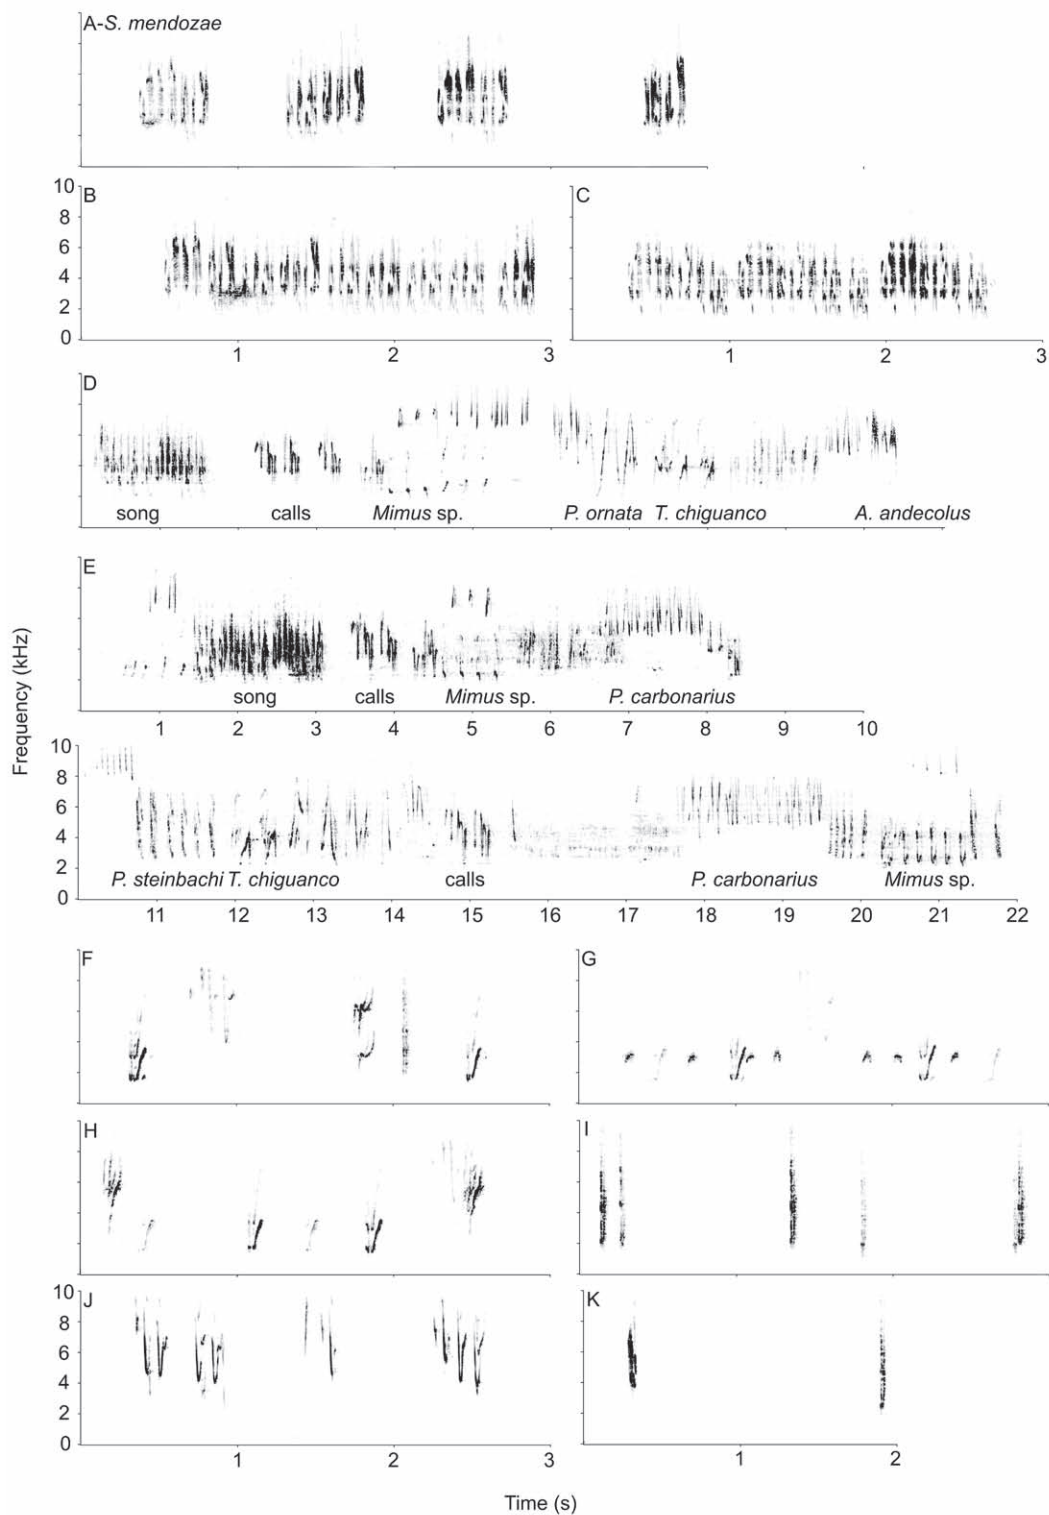 A-S. mendozae
B
C
10
8
6
4
2
0
1 2 3
1 2 3
D
song calls Mimus sp. P. ornata T. chiguanco A. andecolus
E
song calls Mimus sp. P. carbonarius
1 2 3 4 5 6 7 8 9 10
Frequency (kHz)
10
8
6
4
2
0
P. steinbachi T. chiguanco calls P. carbonarius Mimus sp.
11 12 13 14 15 16 17 18 19 20 21 22
F
G
H
I
J
K
10
8
6
4
2
0
1 2 3
1 2
Time (s)